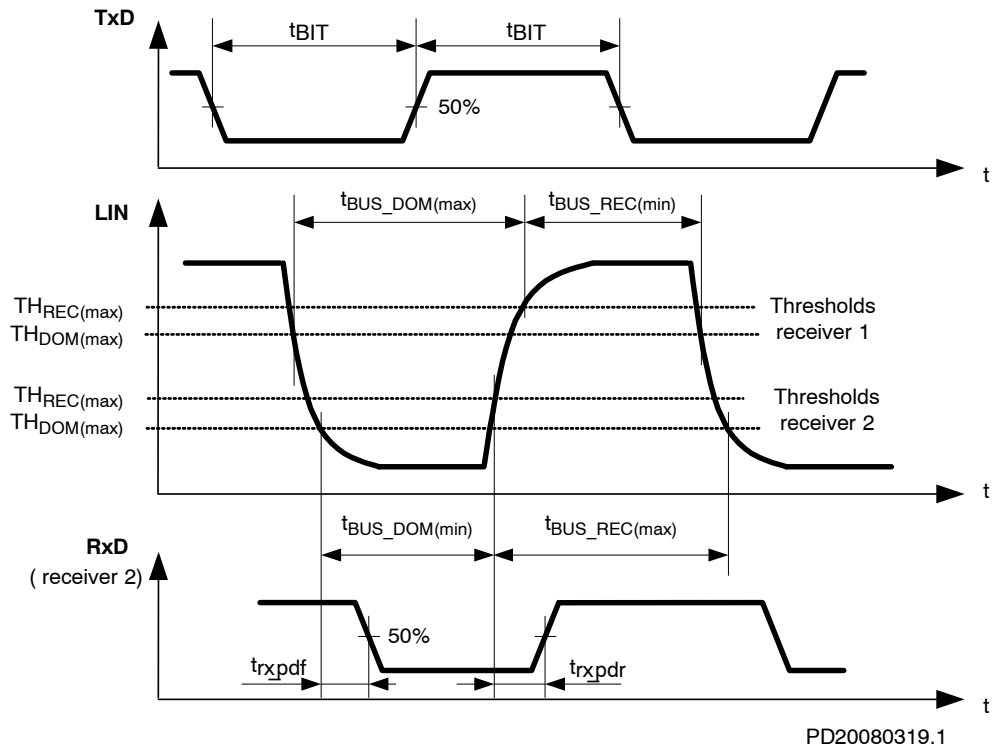 TxD
tBIT
tBIT
50%
t
LIN
tBUS_DOM(max)
tBUS_REC(min)
THREC(max)
THDOM(max)
Thresholds
receiver 1
THREC(max)
THDOM(max)
Thresholds
receiver 2
t
tBUS_DOM(min)
tBUS_REC(max)
RxD
( receiver 2)
50%
trx_pdf
trx_pdr
t
PD20080319.1